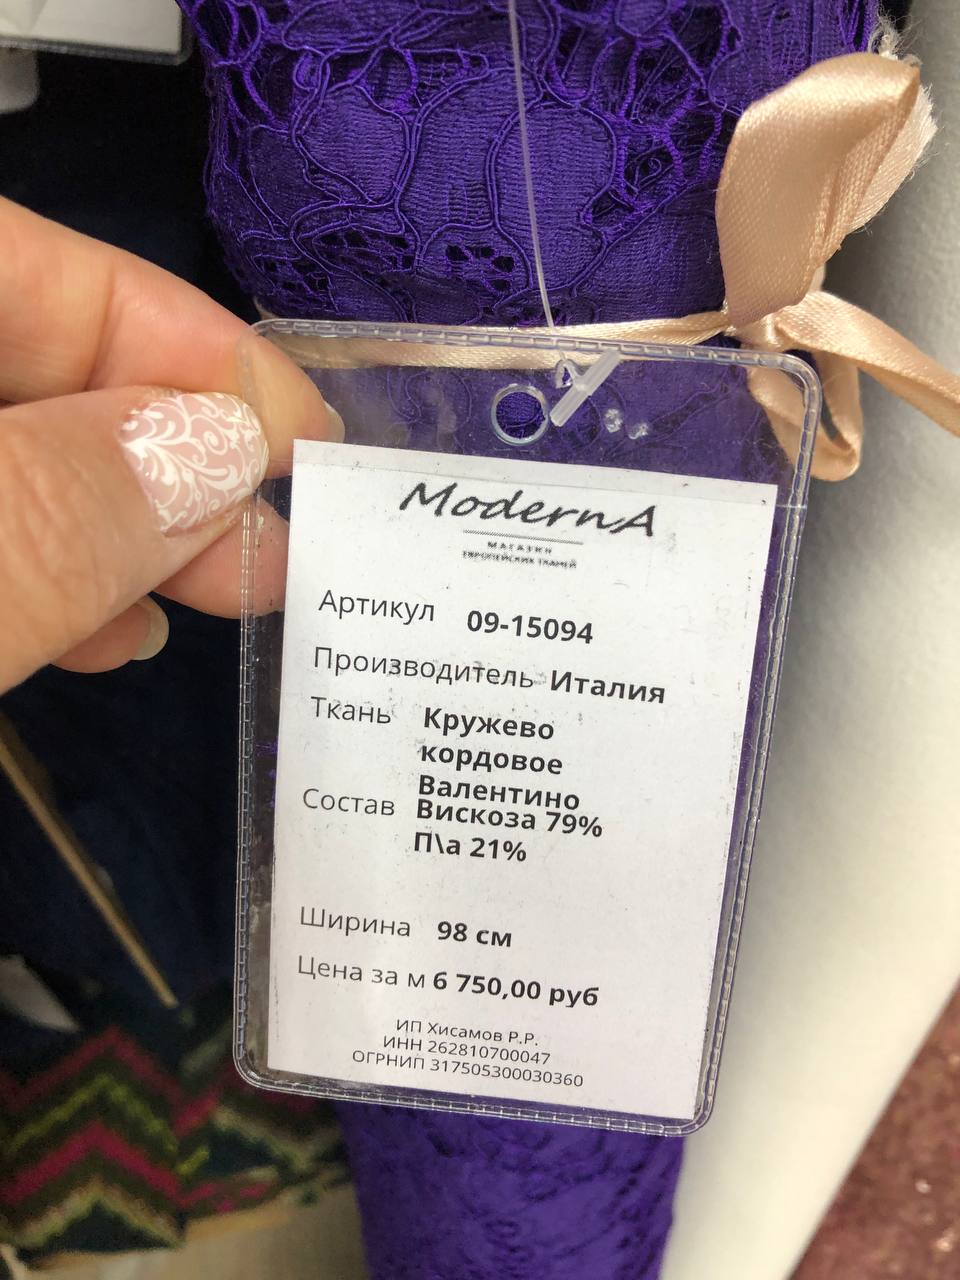 ModernA
МАГАЗИН
ЕВРОПЕЙСКИХ ТКАНЕЙ
Артикул 09-15094
Производитель Италия
Ткань Кружево
кордовое
Валентино
Состав Вискоза 79%
П\а 21%
Ширина 98 см
Цена за м 6 750,00 руб
ИП Хисамов Р.Р.
ИНН 262810700047
ОГРНИП 317505300030360